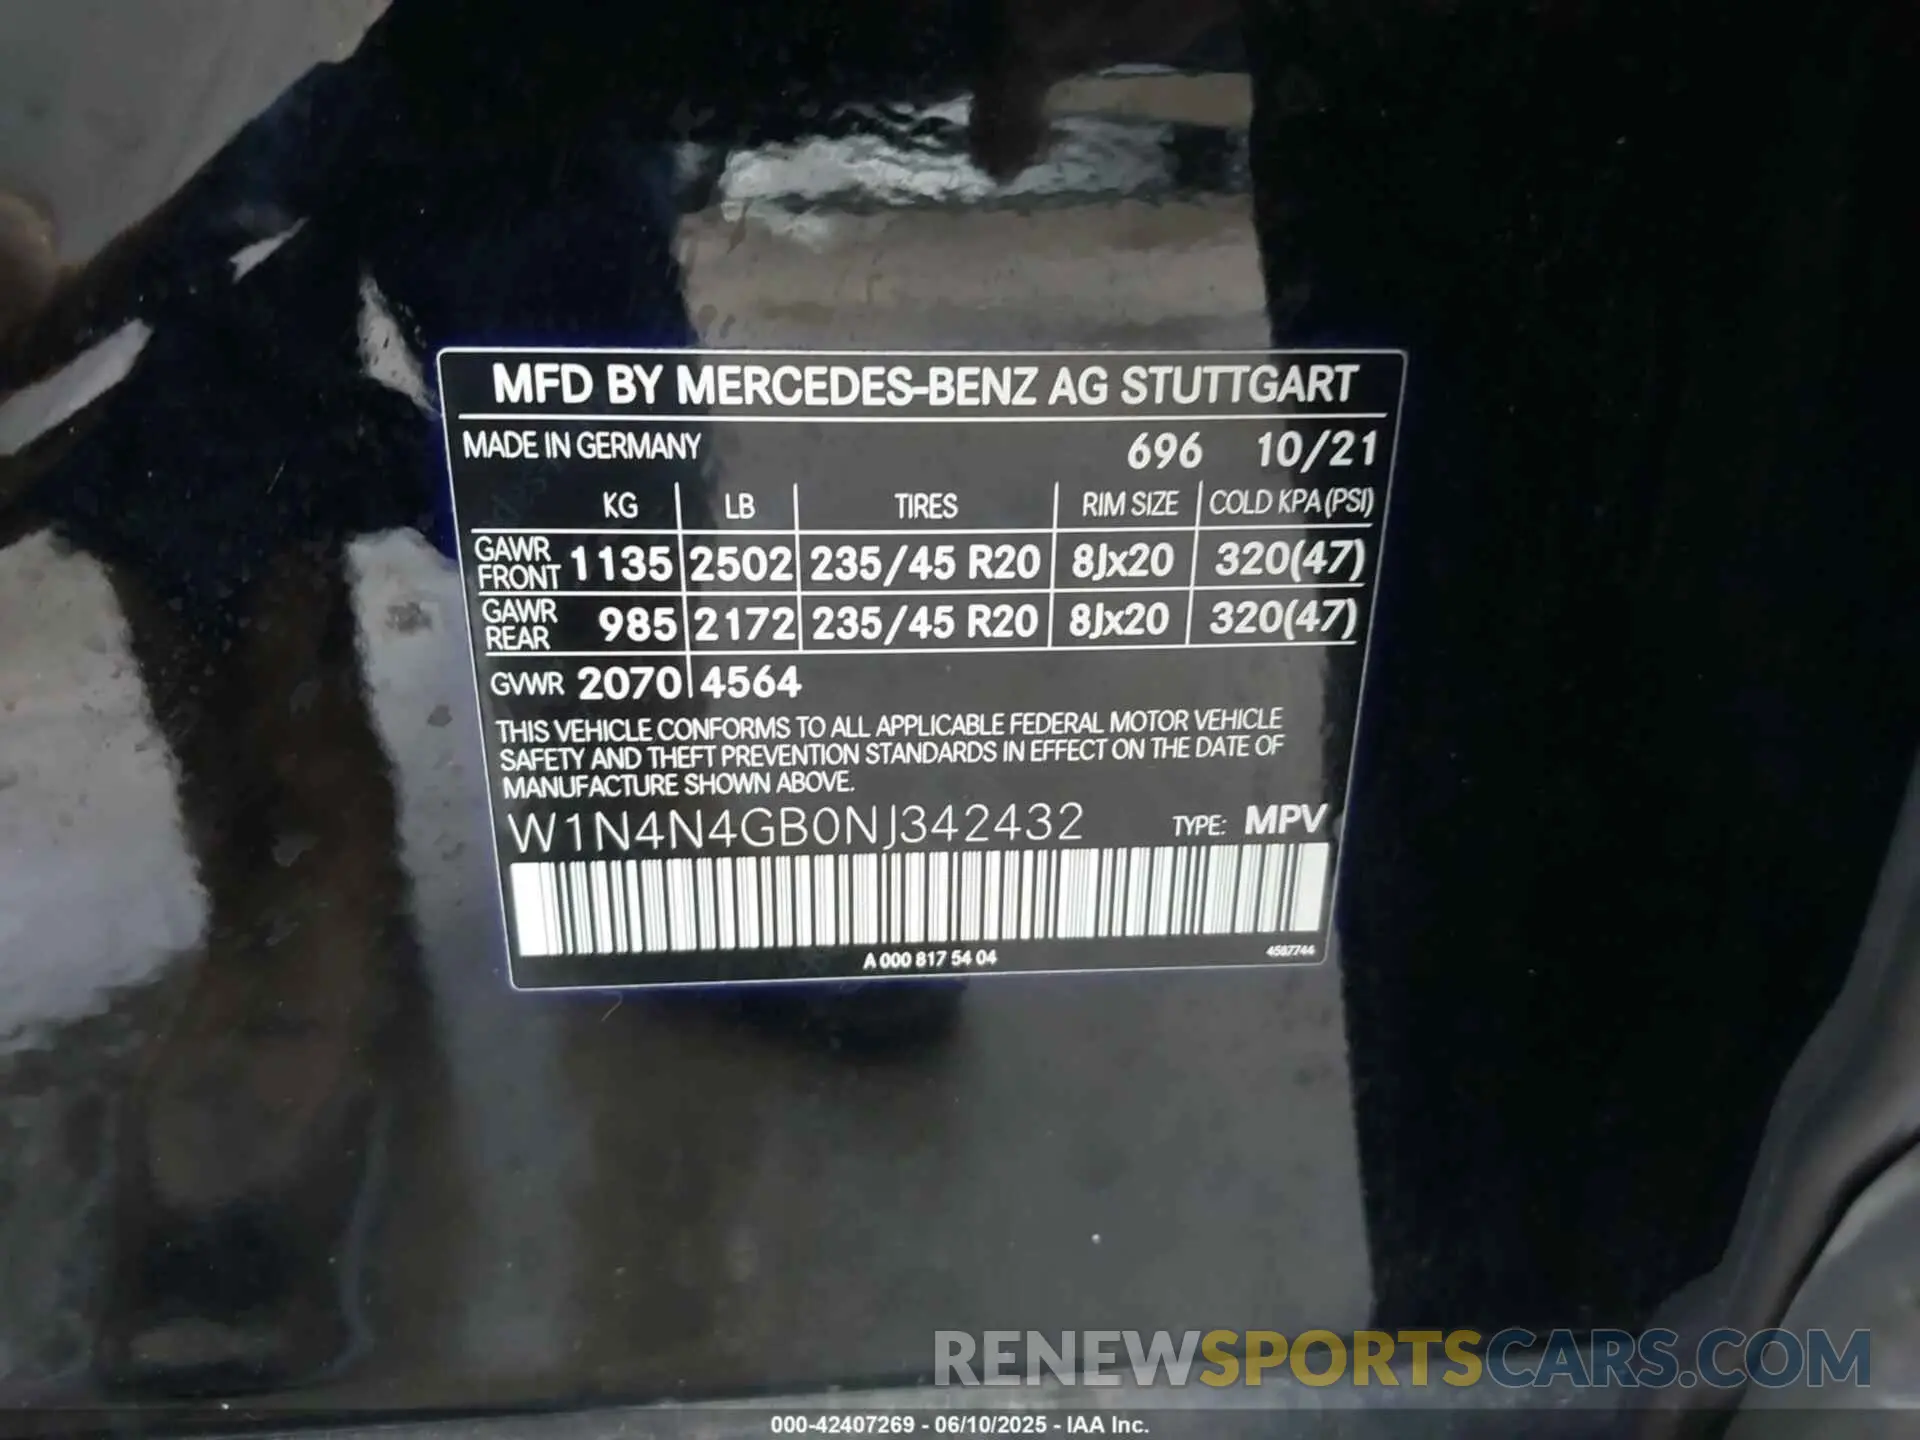 MFD BY MERCEDES-BENZ AG STUTTGART
MADE IN GERMANY 696 10/21
KG LB TIRES RIM SIZE COLD KPA (PSI)
GAWR FRONT 1135 2502 235/45 R20 8Jx20 320(47)
GAWR REAR 985 2172 235/45 R20 8Jx20 320(47)
GVWR 2070 4564
THIS VEHICLE CONFORMS TO ALL APPLICABLE FEDERAL MOTOR VEHICLE
SAFETY AND THEFT PREVENTION STANDARDS IN EFFECT ON THE DATE OF
MANUFACTURE SHOWN ABOVE.
W1N4N4GB0NJ342432 TYPE: MPV
A 000 817 54 04 4587744
RENEWSPORTSCARS.COM
000-42407269 - 06/10/2025 - IAA Inc.